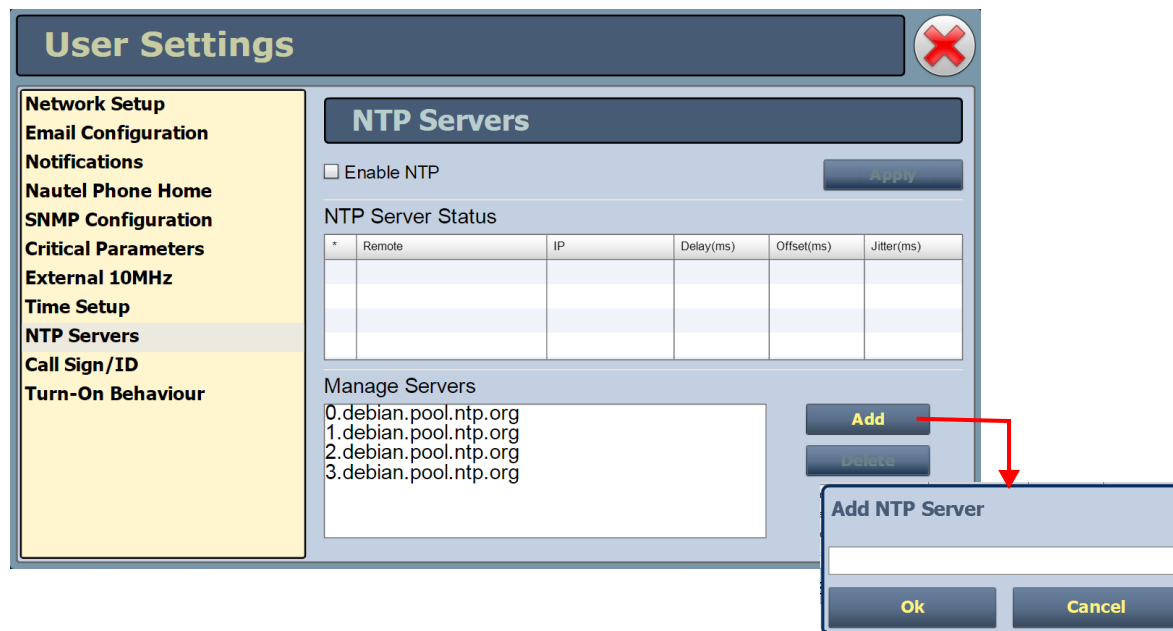 User Settings
Network Setup
Email Configuration
Notifications
Nautel Phone Home
SNMP Configuration
Critical Parameters
External 10MHz
Time Setup
NTP Servers
Call Sign/ID
Turn-On Behaviour
NTP Servers
Enable NTP
Apply
NTP Server Status
* Remote IP Delay(ms) Offset(ms) Jitter(ms)
Manage Servers
0.debian.pool.ntp.org
1.debian.pool.ntp.org
2.debian.pool.ntp.org
3.debian.pool.ntp.org
Add
Delete
Add NTP Server
Ok Cancel